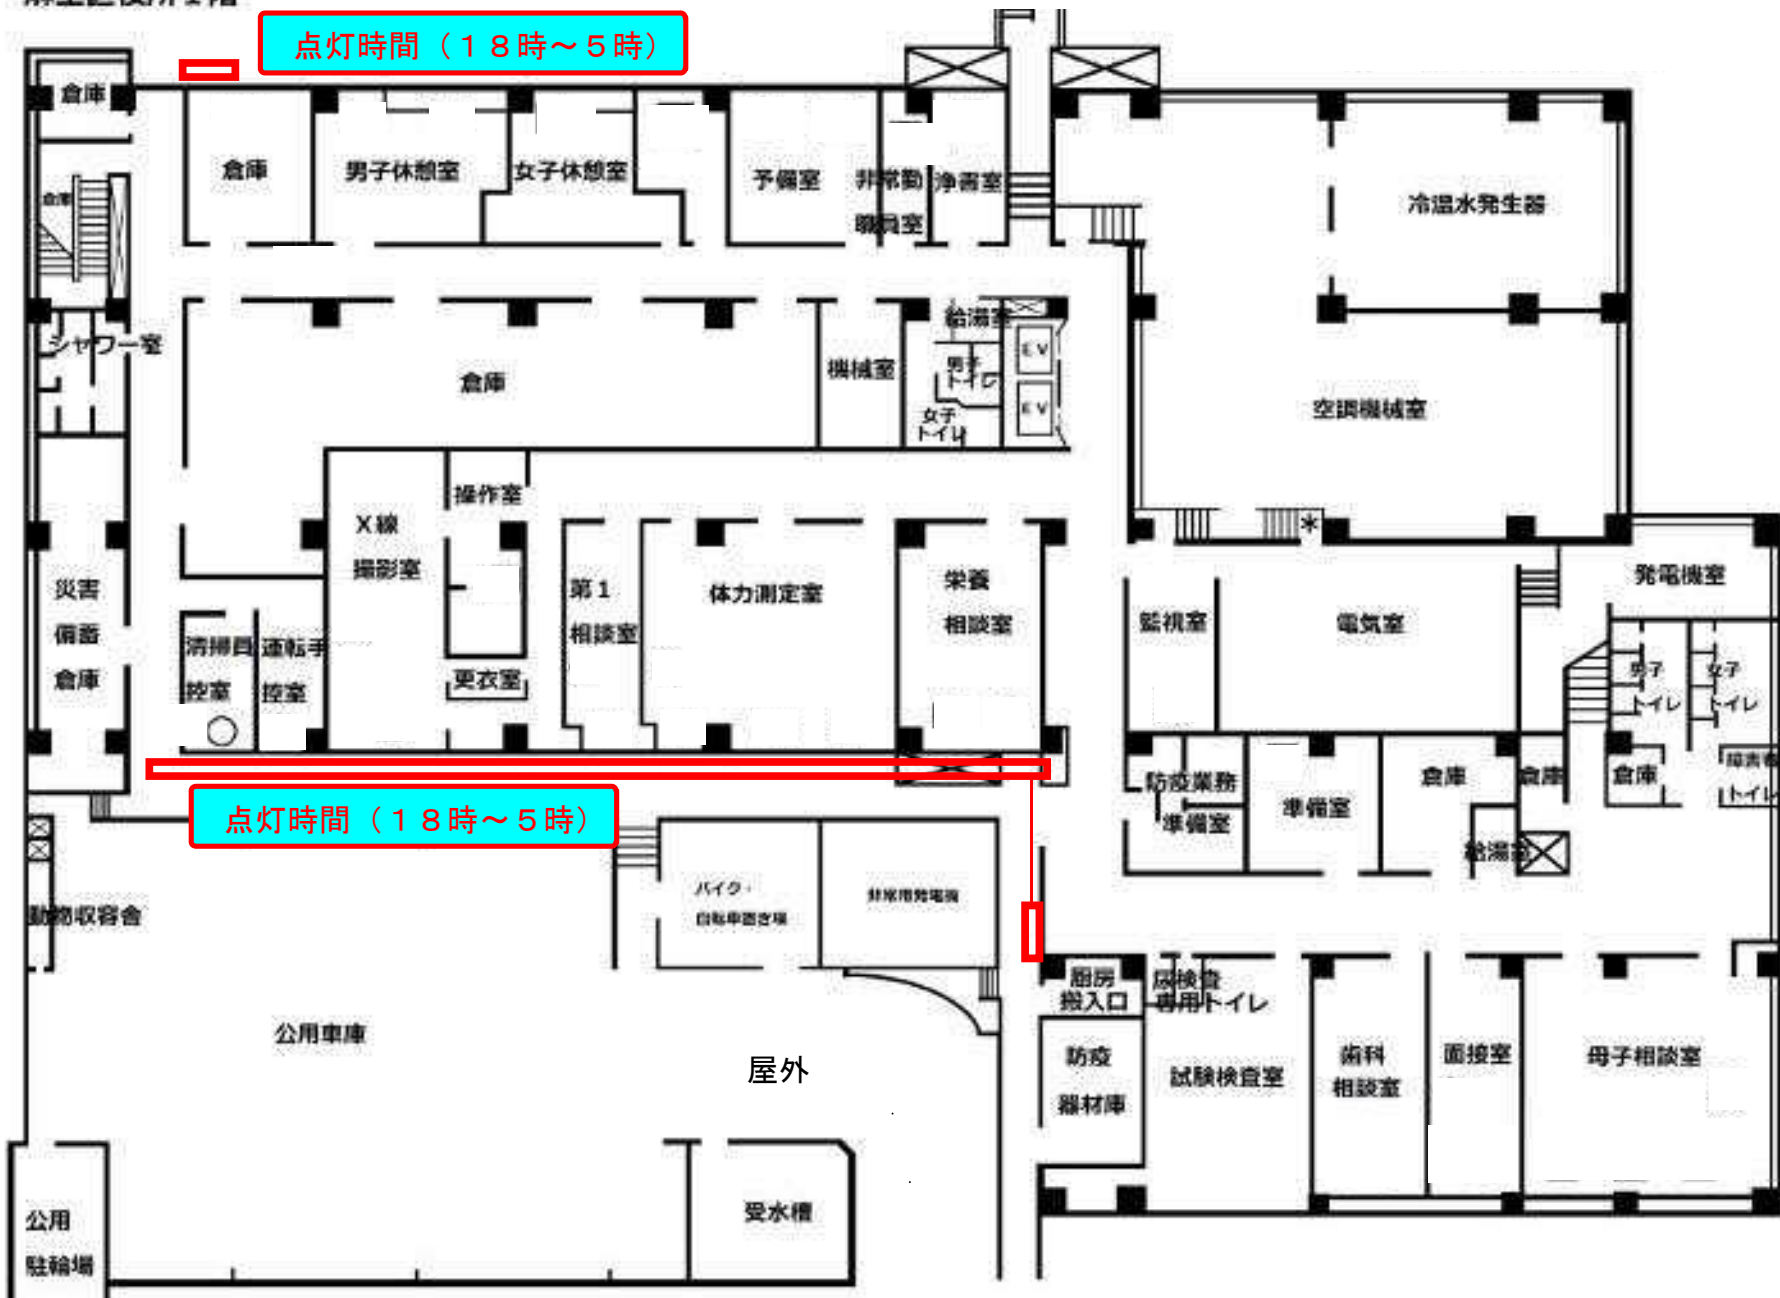 点灯時間（１８時～５時）
倉庫
倉庫
男子休憩室
女子休憩室
予備室
非常勤
職員室
浄書室
倉庫
冷温水発生器
シャワー室
倉庫
機械室
給湯室
男子
トイレ
女子
トイレ
ＥＶ
ＥＶ
空調機械室
操作室
X線
撮影室
＊
災害
備蓄
倉庫
第１
相談室
体力測定室
栄養
相談室
監視室
電気室
発電機室
清掃員
控室
運転手
控室
更衣室
男子
トイレ
女子
トイレ
防疫業務
準備室
準備室
倉庫
倉庫
倉庫
障害者
トイレ
給湯室
点灯時間（１８時～５時）
動物収容舎
バイク・
自転車置き場
非常用発電機
公用車庫
屋外
厨房
搬入口
尿検査
専用トイレ
防疫
器材庫
試験検査室
歯科
相談室
面接室
母子相談室
公用
駐輪場
受水槽